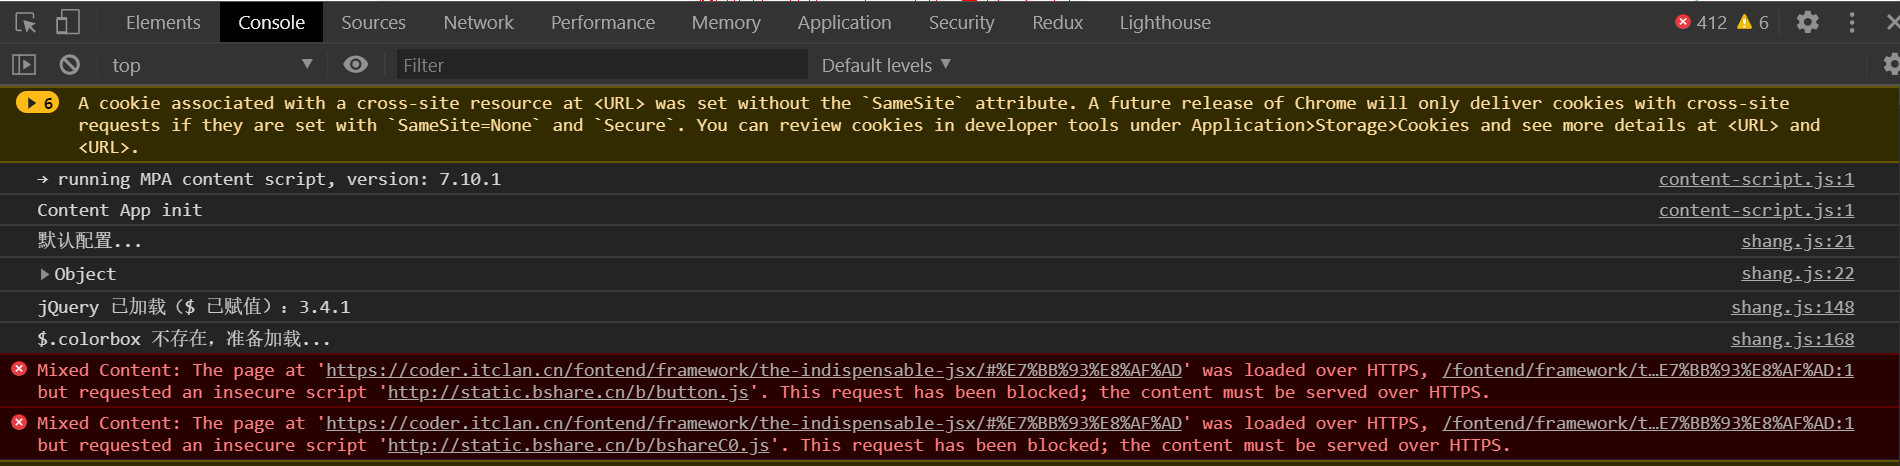 Elements Console Sources Network Performance Memory Application Security Redux Lighthouse 412 6
top Filter Default levels
6 A cookie associated with a cross-site resource at <URL> was set without the `SameSite` attribute. A future release of Chrome will only deliver cookies with cross-site
requests if they are set with `SameSite=None` and `Secure`. You can review cookies in developer tools under Application>Storage>Cookies and see more details at <URL> and
<URL>.
→ running MPA content script, version: 7.10.1 content-script.js:1
Content App init content-script.js:1
默认配置... shang.js:21
Object shang.js:22
jQuery 已加载（$ 已赋值）：3.4.1 shang.js:148
$.colorbox 不存在，准备加载... shang.js:168
Mixed Content: The page at 'https://coder.itclan.cn/fontend/framework/the-indispensable-jsx/#%E7%BB%93%E8%AF%AD' was loaded over HTTPS, /fontend/framework/t…E7%BB%93%E8%AF%AD:1
but requested an insecure script 'http://static.bshare.cn/b/button.js'. This request has been blocked; the content must be served over HTTPS.
Mixed Content: The page at 'https://coder.itclan.cn/fontend/framework/the-indispensable-jsx/#%E7%BB%93%E8%AF%AD' was loaded over HTTPS, /fontend/framework/t…E7%BB%93%E8%AF%AD:1
but requested an insecure script 'http://static.bshare.cn/b/bshareC0.js'. This request has been blocked; the content must be served over HTTPS.